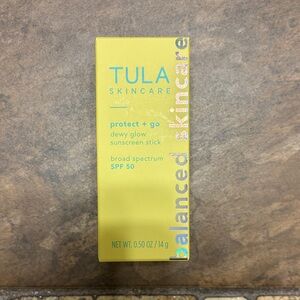 TULA
SKINCARE
protect + go
dewy glow
sunscreen stick
broad spectrum
SPF 50
NET WT. 0.50 OZ / 14 g
balanced skincare